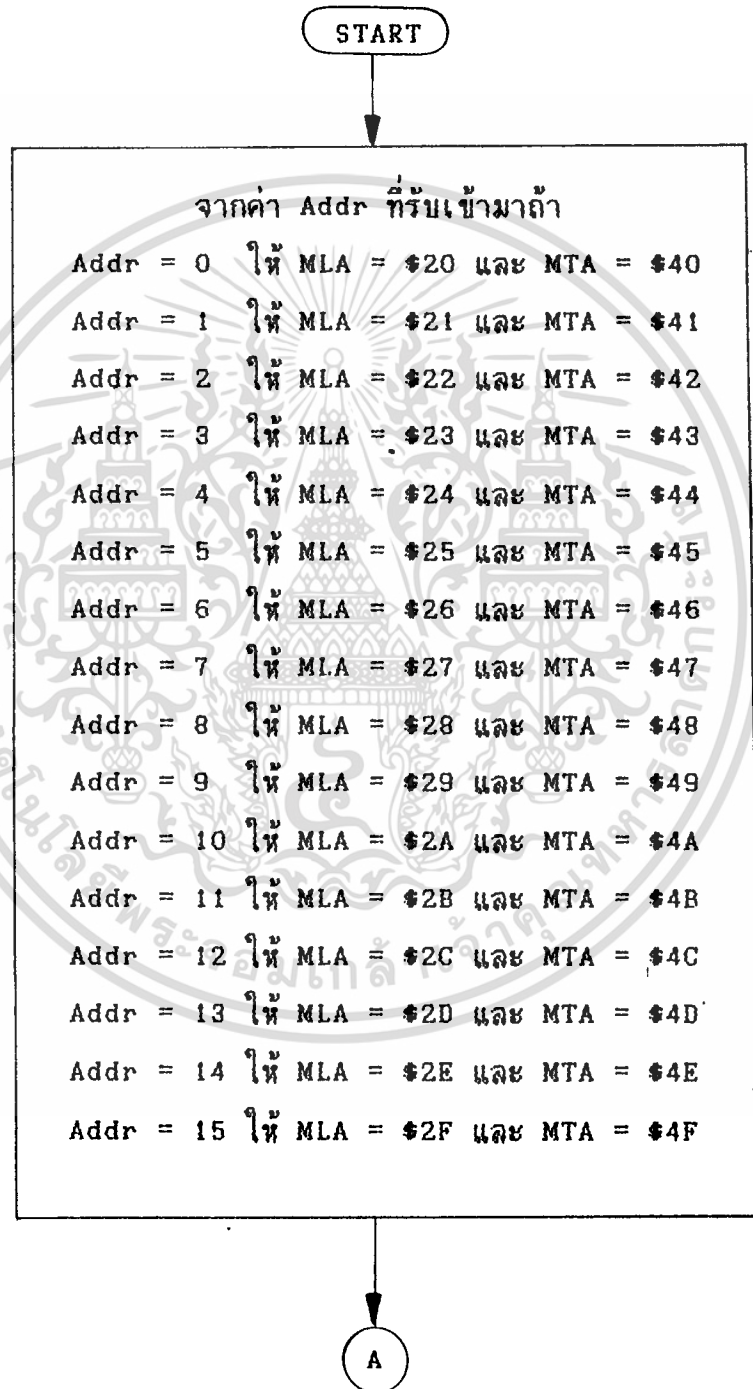 START
จากค่า Addr ที่รับเข้ามาถ้า
Addr = 0 ให้ MLA = $20 และ MTA = $40
Addr = 1 ให้ MLA = $21 และ MTA = $41
Addr = 2 ให้ MLA = $22 และ MTA = $42
Addr = 3 ให้ MLA = $23 และ MTA = $43
Addr = 4 ให้ MLA = $24 และ MTA = $44
Addr = 5 ให้ MLA = $25 และ MTA = $45
Addr = 6 ให้ MLA = $26 และ MTA = $46
Addr = 7 ให้ MLA = $27 และ MTA = $47
Addr = 8 ให้ MLA = $28 และ MTA = $48
Addr = 9 ให้ MLA = $29 และ MTA = $49
Addr = 10 ให้ MLA = $2A และ MTA = $4A
Addr = 11 ให้ MLA = $2B และ MTA = $4B
Addr = 12 ให้ MLA = $2C และ MTA = $4C
Addr = 13 ให้ MLA = $2D และ MTA = $4D
Addr = 14 ให้ MLA = $2E และ MTA = $4E
Addr = 15 ให้ MLA = $2F และ MTA = $4F
A